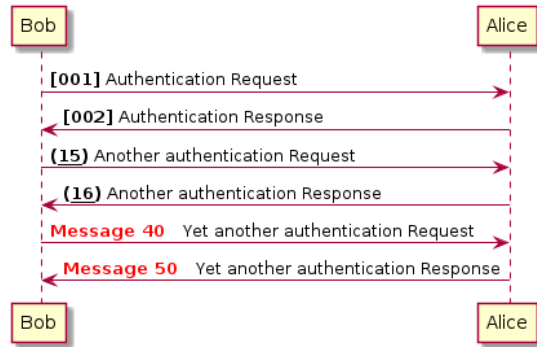 Bob Alice
[001] Authentication Request
[002] Authentication Response
(15) Another authentication Request
(16) Another authentication Response
Message 40 Yet another authentication Request
Message 50 Yet another authentication Response
Bob Alice